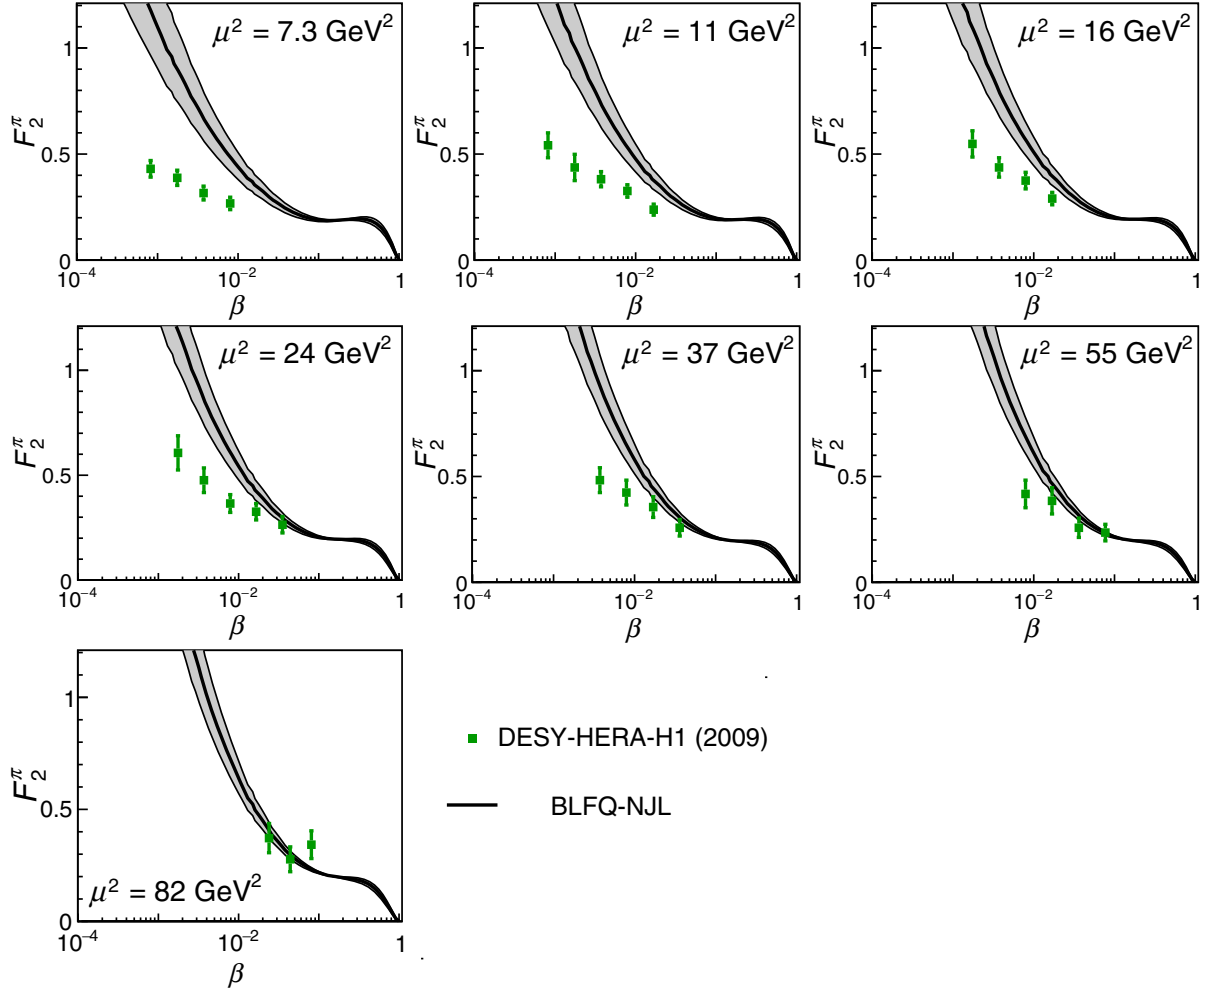 μ² = 7.3 GeV²
1
0.5
0
F₂^π
10⁻⁴
10⁻²
1
β
μ² = 11 GeV²
1
0.5
0
F₂^π
10⁻⁴
10⁻²
1
β
μ² = 16 GeV²
1
0.5
0
F₂^π
10⁻⁴
10⁻²
1
β
μ² = 24 GeV²
1
0.5
0
F₂^π
10⁻⁴
10⁻²
1
β
μ² = 37 GeV²
1
0.5
0
F₂^π
10⁻⁴
10⁻²
1
β
μ² = 55 GeV²
1
0.5
0
F₂^π
10⁻⁴
10⁻²
1
β
1
0.5
0
F₂^π
μ² = 82 GeV²
10⁻⁴
10⁻²
1
β
DESY-HERA-H1 (2009)
BLFQ-NJL